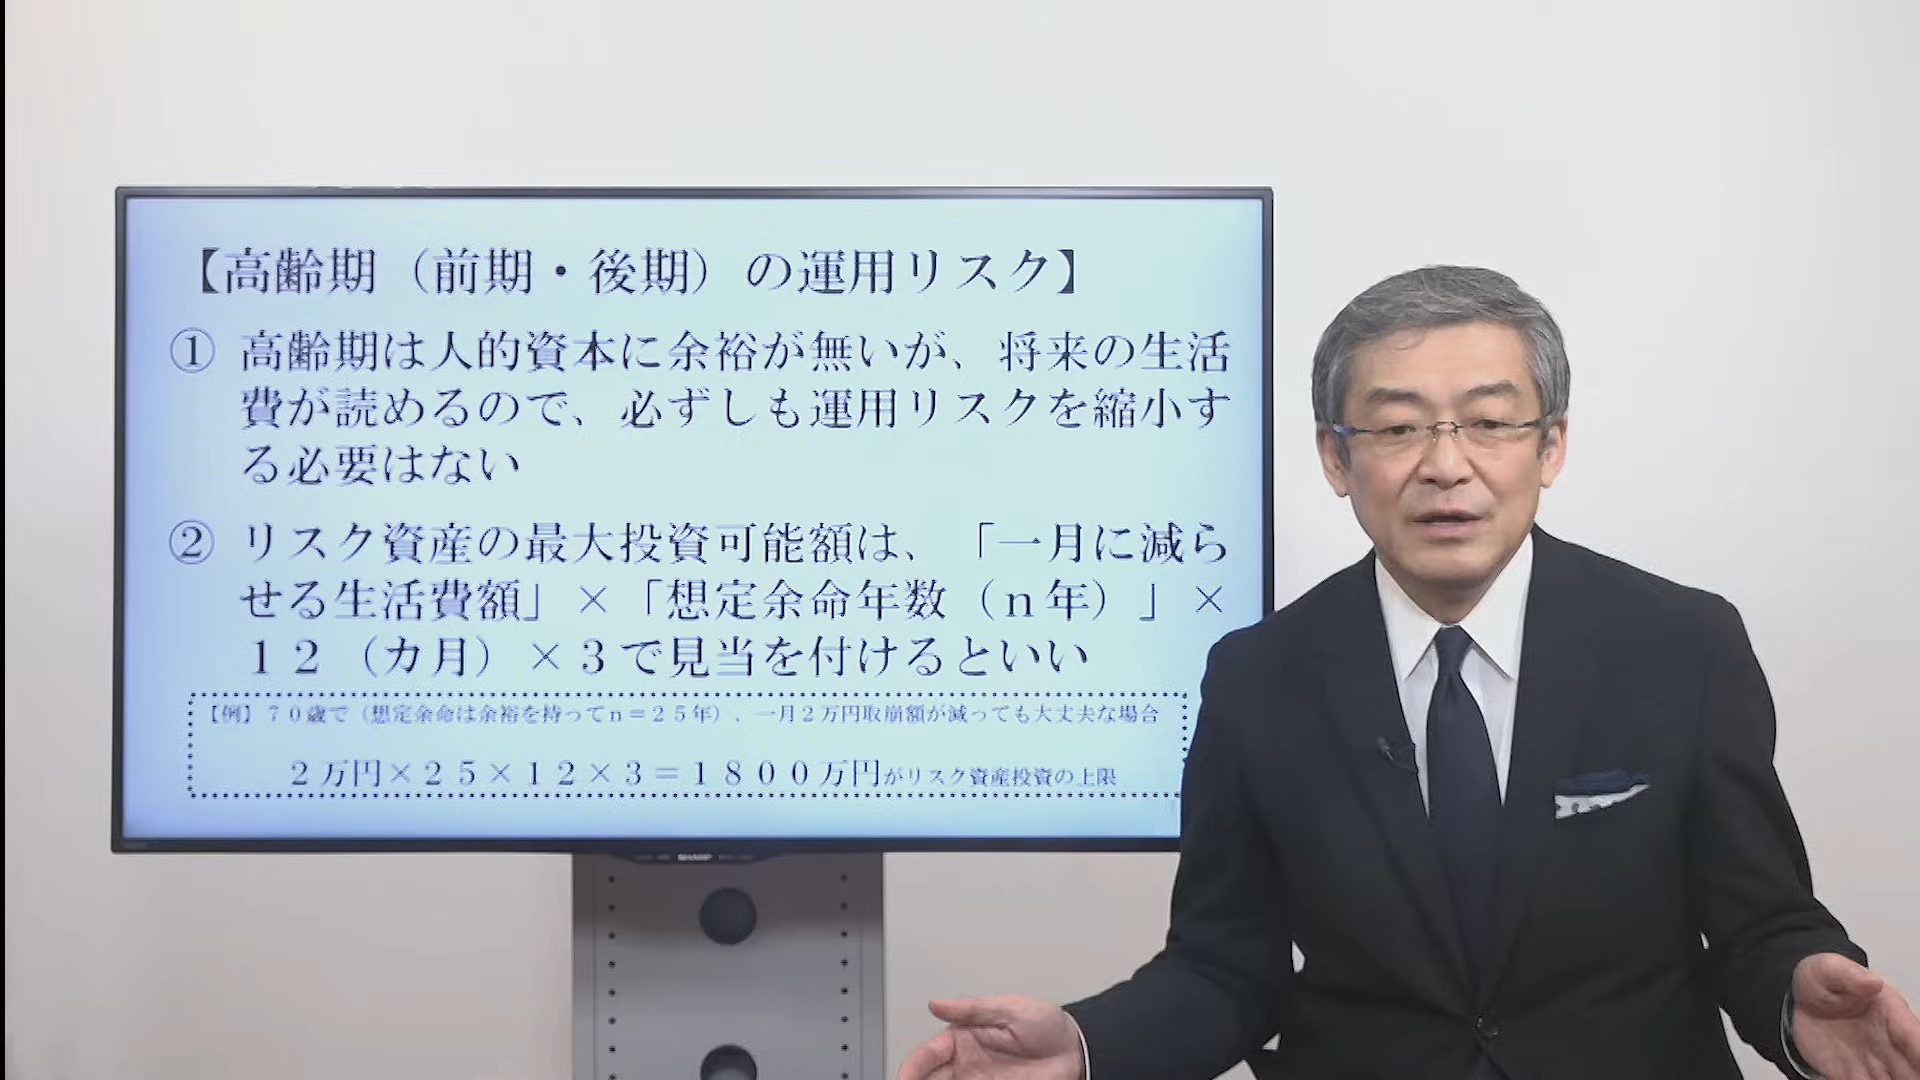 【高齢期（前期・後期）の運用リスク】
① 高齢期は人的資本に余裕が無いが、将来の生活
費が読めるので、必ずしも運用リスクを縮小す
る必要はない
② リスク資産の最大投資可能額は、「一月に減ら
せる生活費額」×「想定余命年数（ｎ年）」×
１２（カ月）×３で見当を付けるといい
【例】７０歳で（想定余命は余裕を持ってｎ＝２５年）、一月２万円取崩額が減っても大丈夫な場合
２万円×２５×１２×３＝１８００万円がリスク資産投資の上限
SHARP